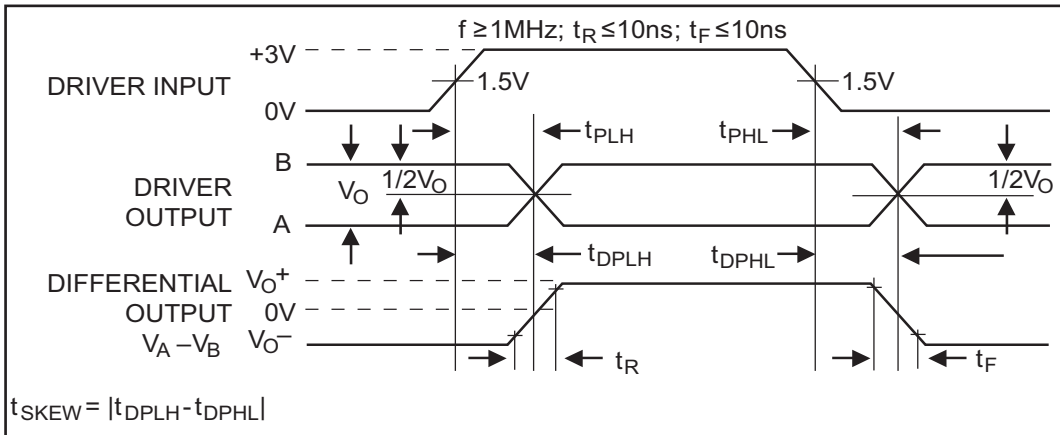 f ≥1MHz; tR ≤10ns; tF ≤10ns
+3V
DRIVER INPUT
1.5V
1.5V
0V
tPLH
tPHL
B
DRIVER
OUTPUT
VO
1/2VO
1/2VO
A
tDPLH
tDPHL
DIFFERENTIAL
OUTPUT
VA –VB
VO+
0V
VO–
tR
tF
tSKEW = |tDPLH - tDPHL|